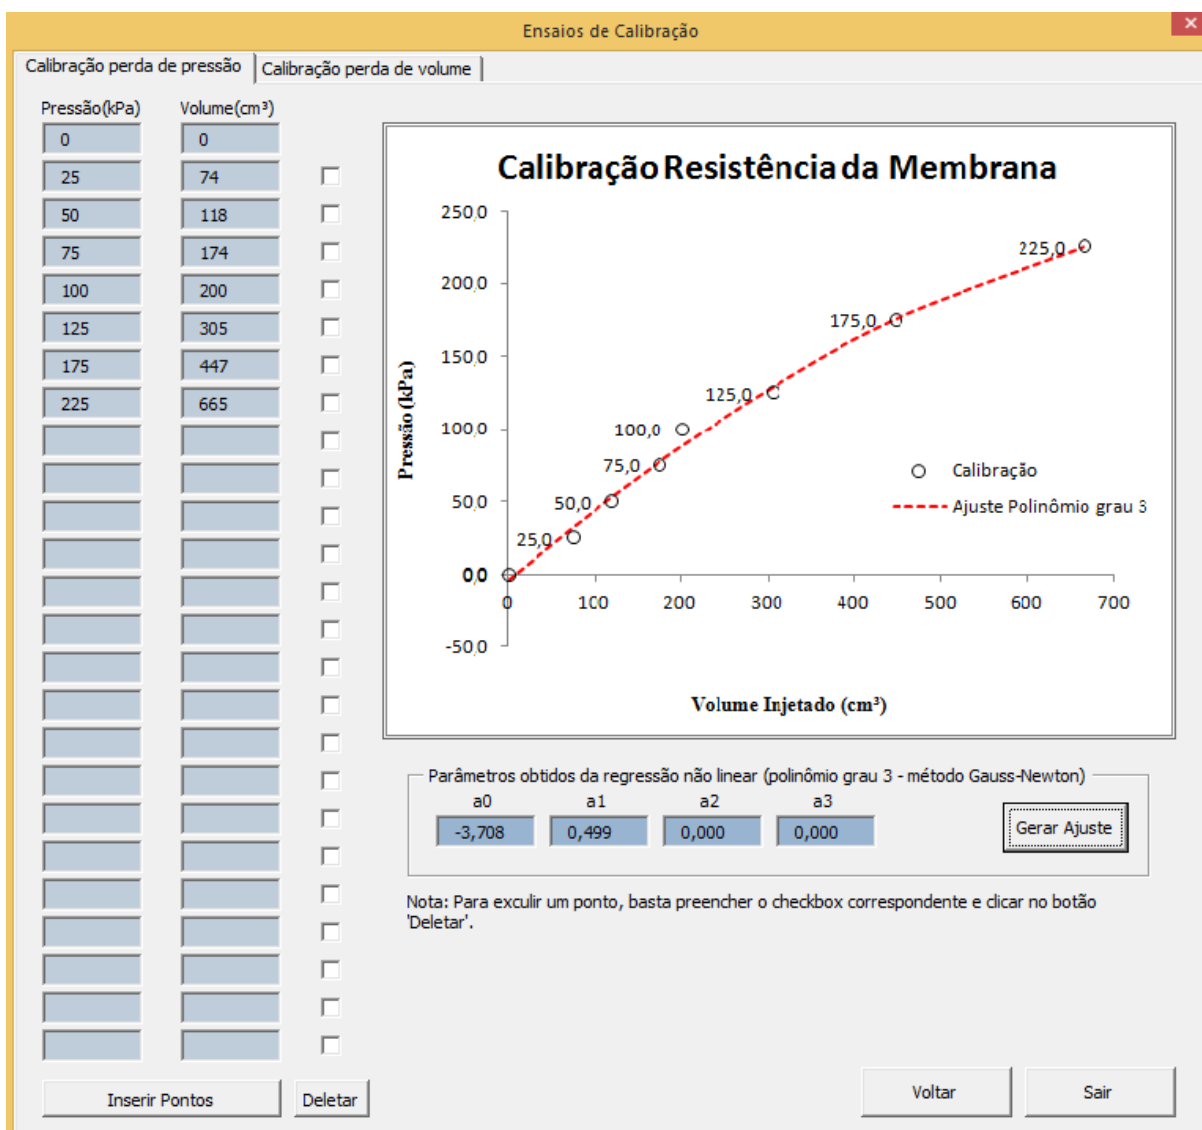 Ensaios de Calibração
Calibração perda de pressão Calibração perda de volume
Pressão(kPa) Volume(cm³)
0 0
25 74
50 118
75 174
100 200
125 305
175 447
225 665
Calibração Resistência da Membrana
250,0
200,0
150,0
100,0
50,0
0,0
-50,0
Pressão (kPa)
25,0
50,0
75,0
100,0
125,0
175,0
225,0
Calibração
Ajuste Polinômio grau 3
0 100 200 300 400 500 600 700
Volume Injetado (cm³)
Parâmetros obtidos da regressão não linear (polinômio grau 3 - método Gauss-Newton)
a0 a1 a2 a3
-3,708 0,499 0,000 0,000
Gerar Ajuste
Nota: Para exculir um ponto, basta preencher o checkbox correspondente e clicar no botão
'Deletar'.
Inserir Pontos Deletar
Voltar Sair